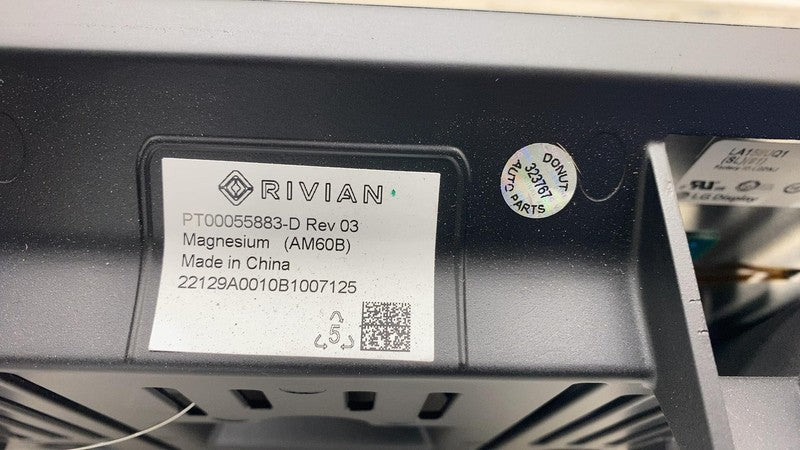 RIVIAN
PT00055883-D Rev 03
Magnesium (AM60B)
Made in China
22129A0010B1007125
5
DONUT
323767
AUTO PARTS
LG Display